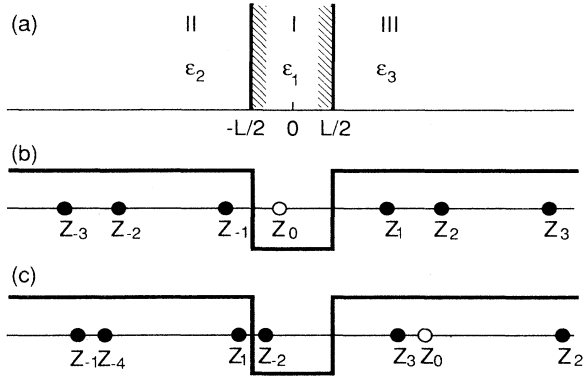 (a)
II I III
ε₂ ε₁ ε₃
-L/2 0 L/2
(b)
Z₋₃ Z₋₂ Z₋₁ Z₀ Z₁ Z₂ Z₃
(c)
Z₋₁ Z₋₄ Z₁ Z₋₂ Z₃ Z₀ Z₂